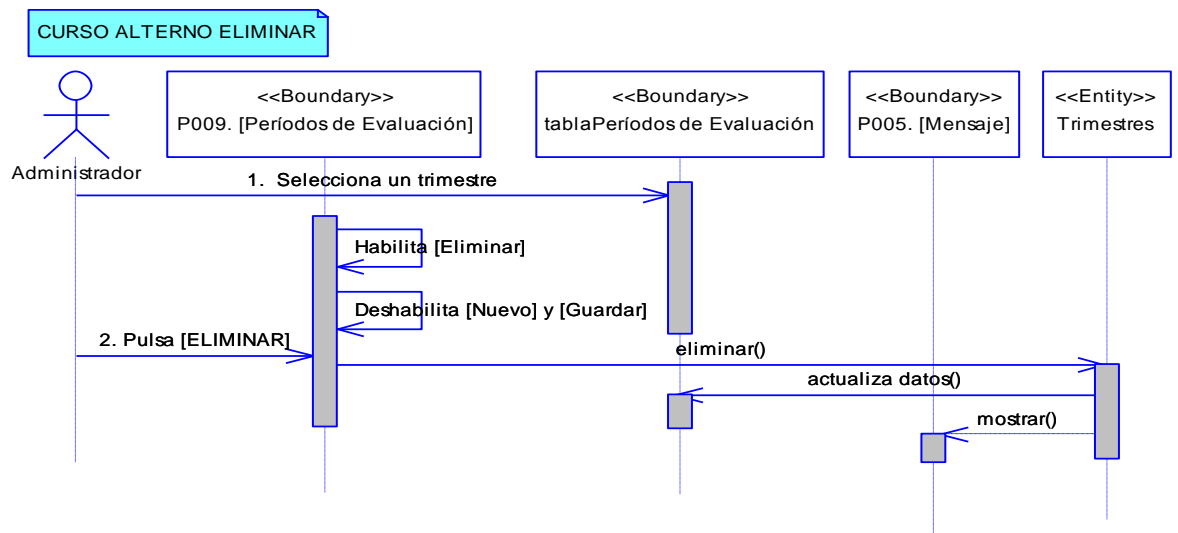 CURSO ALTERNO ELIMINAR
<<Boundary>>
P009. [Períodos de Evaluación]
<<Boundary>>
tablaPeríodos de Evaluación
<<Boundary>>
P005. [Mensaje]
<<Entity>>
Trimestres
Administrador
1. Selecciona un trimestre
Habilita [Eliminar]
Deshabilita [Nuevo] y [Guardar]
2. Pulsa [ELIMINAR]
eliminar()
actualiza datos()
mostrar()